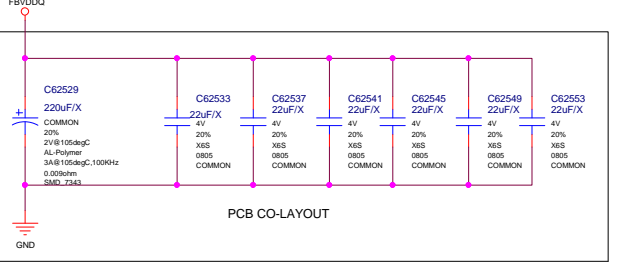 FBVDDQ
C62529
220uF/X
COMMON
20%
2V@105degC
AL-Polymer
3A@105degC,100KHz
0.009ohm
SMD_7343
C62533
22uF/X
4V
20%
X6S
0805
COMMON
C62537
22uF/X
4V
20%
X6S
0805
COMMON
C62541
22uF/X
4V
20%
X6S
0805
COMMON
C62545
22uF/X
4V
20%
X6S
0805
COMMON
C62549
22uF/X
4V
20%
X6S
0805
COMMON
C62553
22uF/X
4V
20%
X6S
0805
COMMON
PCB CO-LAYOUT
GND